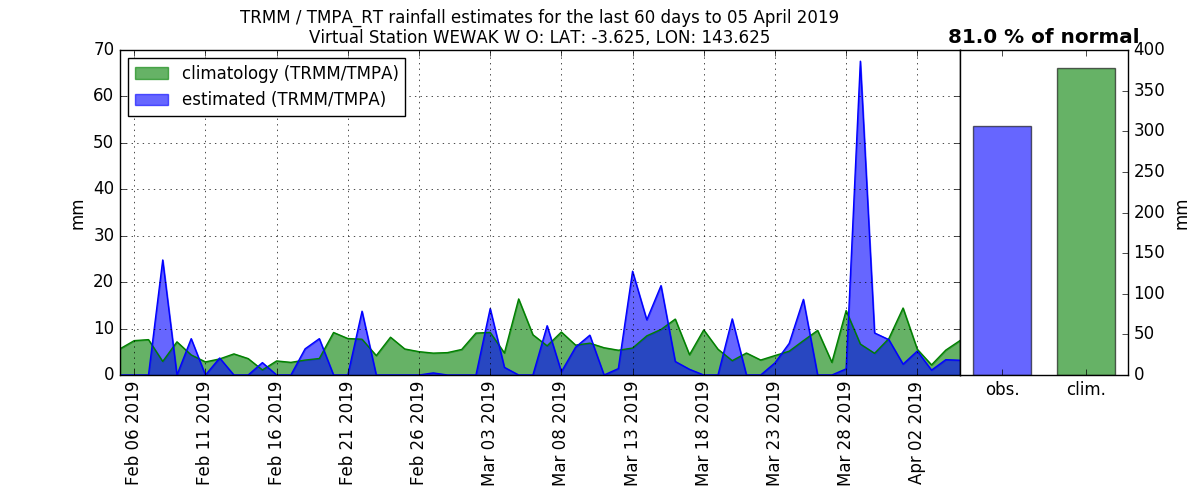 TRMM / TMPA_RT rainfall estimates for the last 60 days to 05 April 2019
Virtual Station WEWAK W O: LAT: -3.625, LON: 143.625
81.0 % of normal
climatology (TRMM/TMPA)
estimated (TRMM/TMPA)
mm
70
60
50
40
30
20
10
0
Feb 06 2019
Feb 11 2019
Feb 16 2019
Feb 21 2019
Feb 26 2019
Mar 03 2019
Mar 08 2019
Mar 13 2019
Mar 18 2019
Mar 23 2019
Mar 28 2019
Apr 02 2019
obs.
clim.
400
350
300
250
200
150
100
50
0
mm